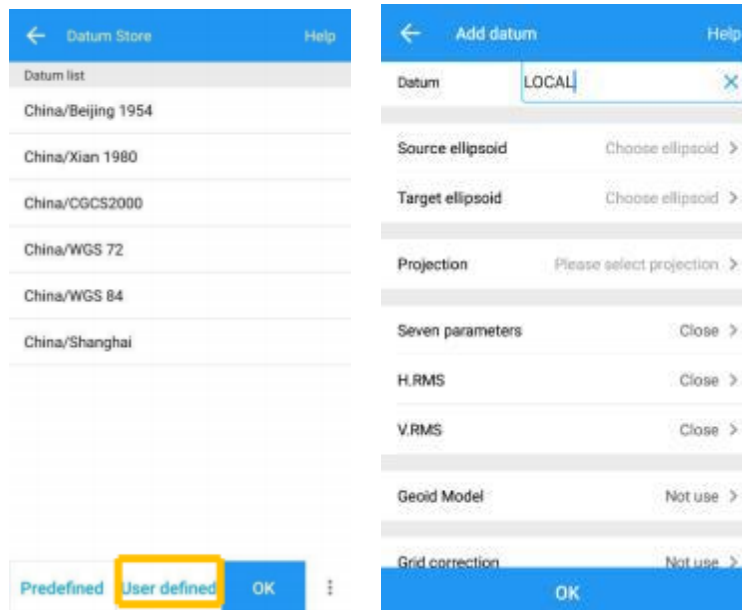 Datum Store Help
Datum list
China/Beijing 1954
China/Xian 1980
China/CGCS2000
China/WGS 72
China/WGS 84
China/Shanghai
Predefined User defined OK
Add datum Help
Datum LOCAL
Source ellipsoid Choose ellipsoid
Target ellipsoid Choose ellipsoid
Projection Please select projection
Seven parameters Close
H.RMS Close
V.RMS Close
Geoid Model Not use
Grid correction Not use
OK